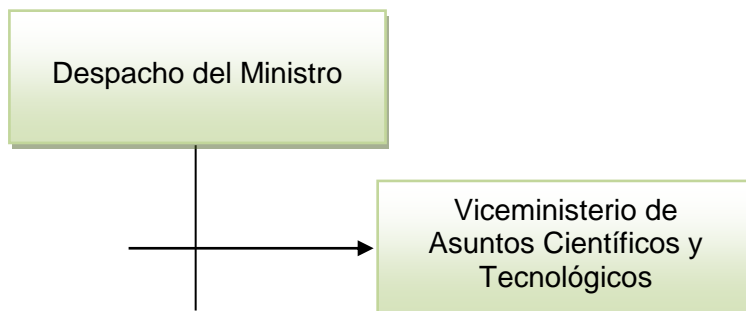 Despacho del Ministro
Viceministerio de
Asuntos Científicos y
Tecnológicos